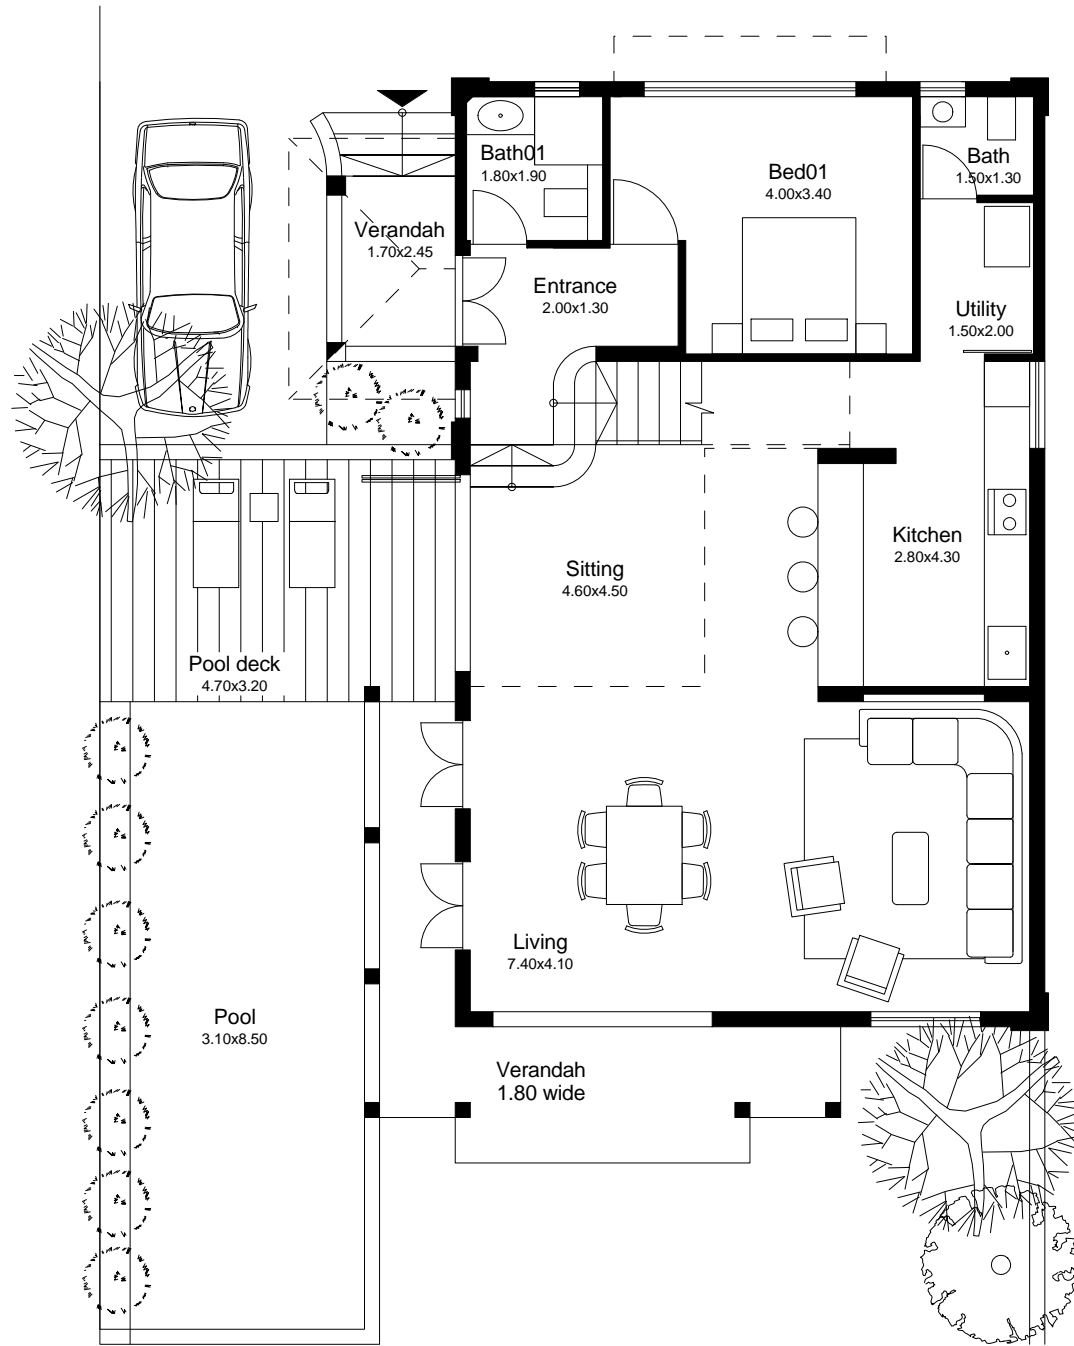 Bath01
1.80x1.90
Bed01
4.00x3.40
Bath
1.50x1.30
Verandah
1.70x2.45
Entrance
2.00x1.30
Utility
1.50x2.00
Kitchen
2.80x4.30
Sitting
4.60x4.50
Pool deck
4.70x3.20
Living
7.40x4.10
Pool
3.10x8.50
Verandah
1.80 wide